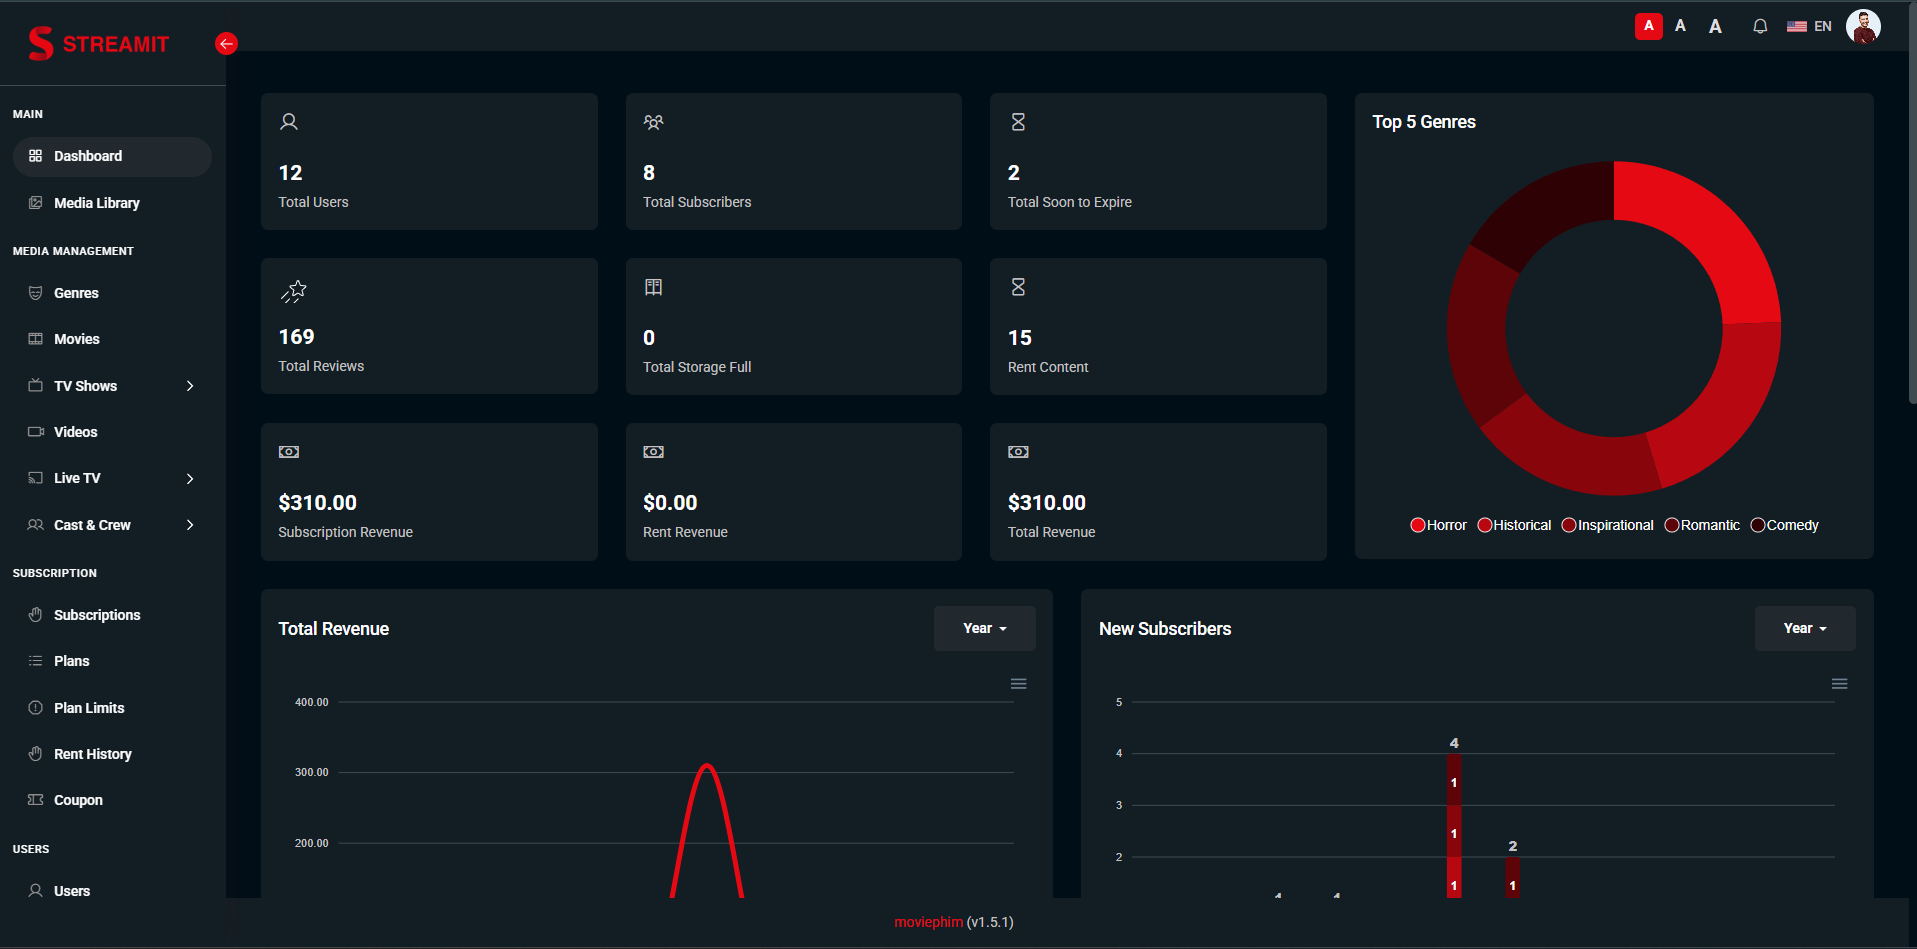 STREAMIT
A A A EN
MAIN
Dashboard
Media Library
MEDIA MANAGEMENT
Genres
Movies
TV Shows
Videos
Live TV
Cast & Crew
SUBSCRIPTION
Subscriptions
Plans
Plan Limits
Rent History
Coupon
USERS
Users
12
Total Users
8
Total Subscribers
2
Total Soon to Expire
169
Total Reviews
0
Total Storage Full
15
Rent Content
$310.00
Subscription Revenue
$0.00
Rent Revenue
$310.00
Total Revenue
Top 5 Genres
Horror Historical Inspirational Romantic Comedy
Total Revenue
Year
400.00
300.00
200.00
New Subscribers
Year
5
4
3
2
4
1
1
1
2
1
moviephim (v1.5.1)